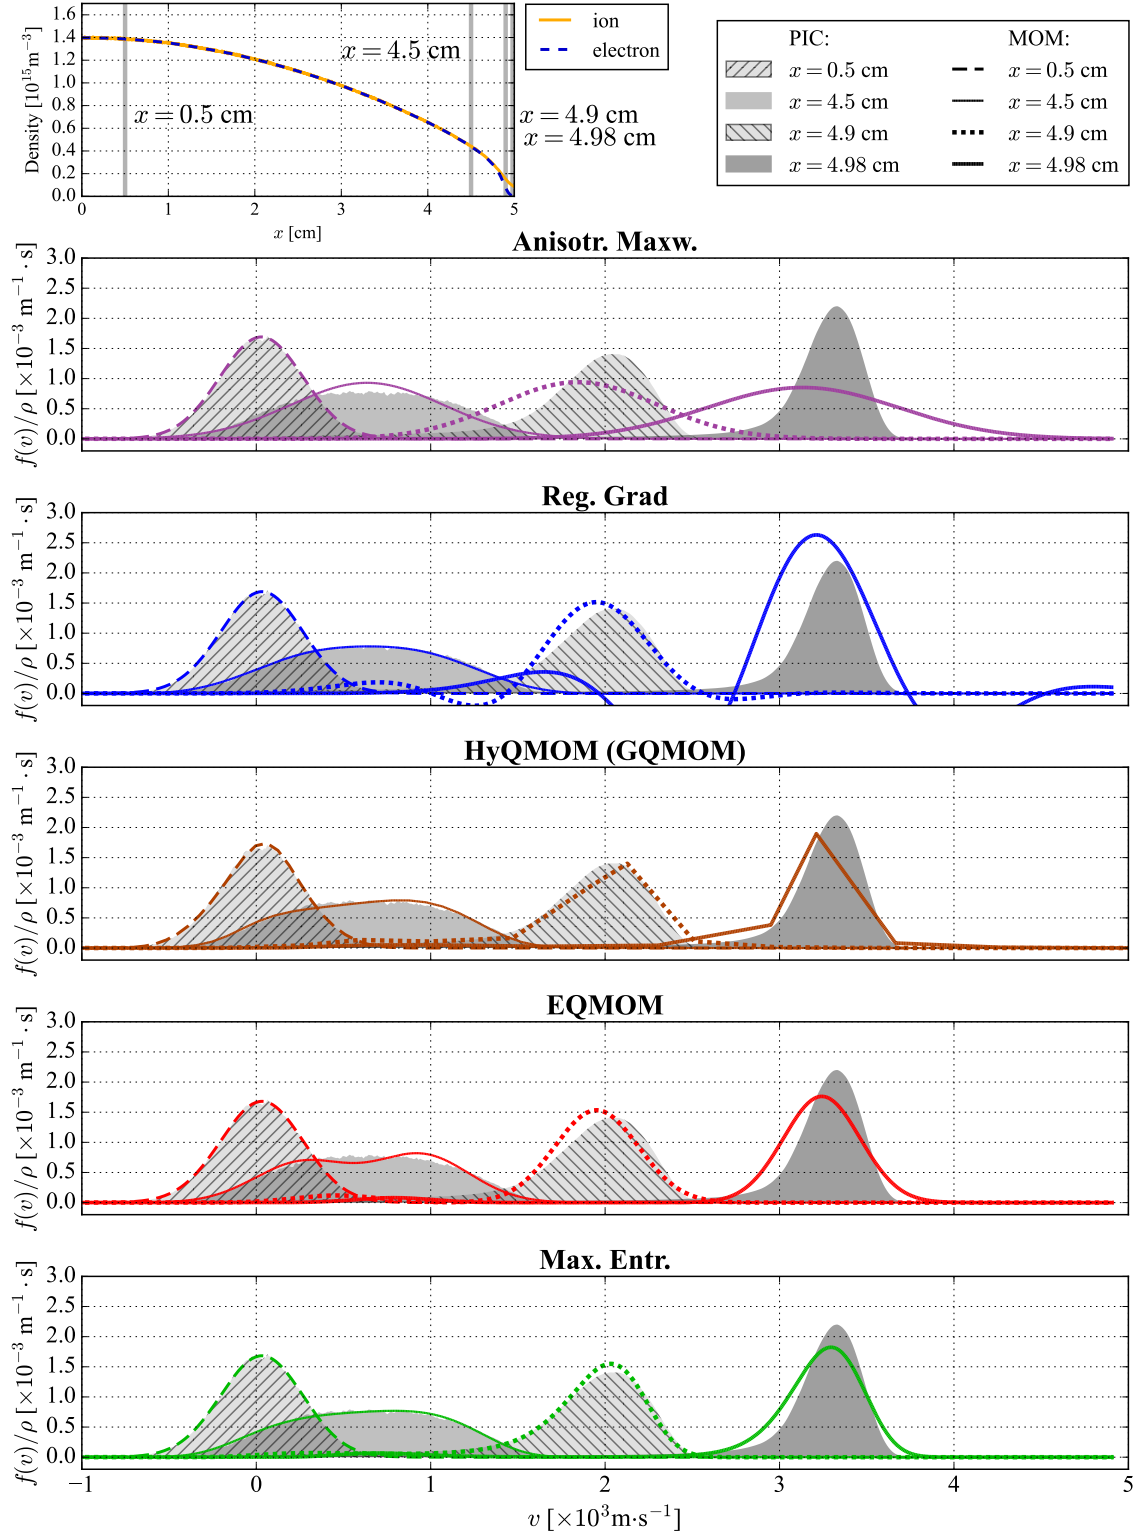 1.6
1.4
1.2
1.0
0.8
0.6
0.4
0.2
0.0
Density [10¹⁵m⁻³]
0 1 2 3 4 5
x [cm]
x = 0.5 cm
x = 4.5 cm
x = 4.9 cm
x = 4.98 cm
ion
electron
PIC: MOM:
x = 0.5 cm x = 0.5 cm
x = 4.5 cm x = 4.5 cm
x = 4.9 cm x = 4.9 cm
x = 4.98 cm x = 4.98 cm
Anisotr. Maxw.
3.0
2.5
2.0
1.5
1.0
0.5
0.0
f(v)/ρ [×10⁻³ m⁻¹ · s]
Reg. Grad
3.0
2.5
2.0
1.5
1.0
0.5
0.0
f(v)/ρ [×10⁻³ m⁻¹ · s]
HyQMOM (GQMOM)
3.0
2.5
2.0
1.5
1.0
0.5
0.0
f(v)/ρ [×10⁻³ m⁻¹ · s]
EQMOM
3.0
2.5
2.0
1.5
1.0
0.5
0.0
f(v)/ρ [×10⁻³ m⁻¹ · s]
Max. Entr.
3.0
2.5
2.0
1.5
1.0
0.5
0.0
f(v)/ρ [×10⁻³ m⁻¹ · s]
−1 0 1 2 3 4 5
v [×10³m·s⁻¹]